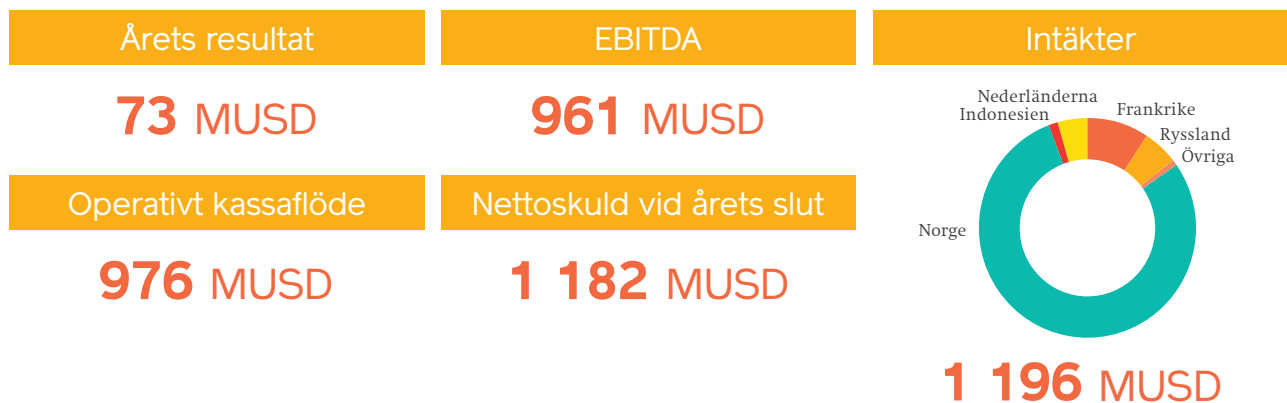 Årets resultat
73 MUSD
EBITDA
961 MUSD
Operativt kassaflöde
976 MUSD
Nettoskuld vid årets slut
1 182 MUSD
Intäkter
Nederländerna
Indonesien
Frankrike
Ryssland
Övriga
Norge
1 196 MUSD